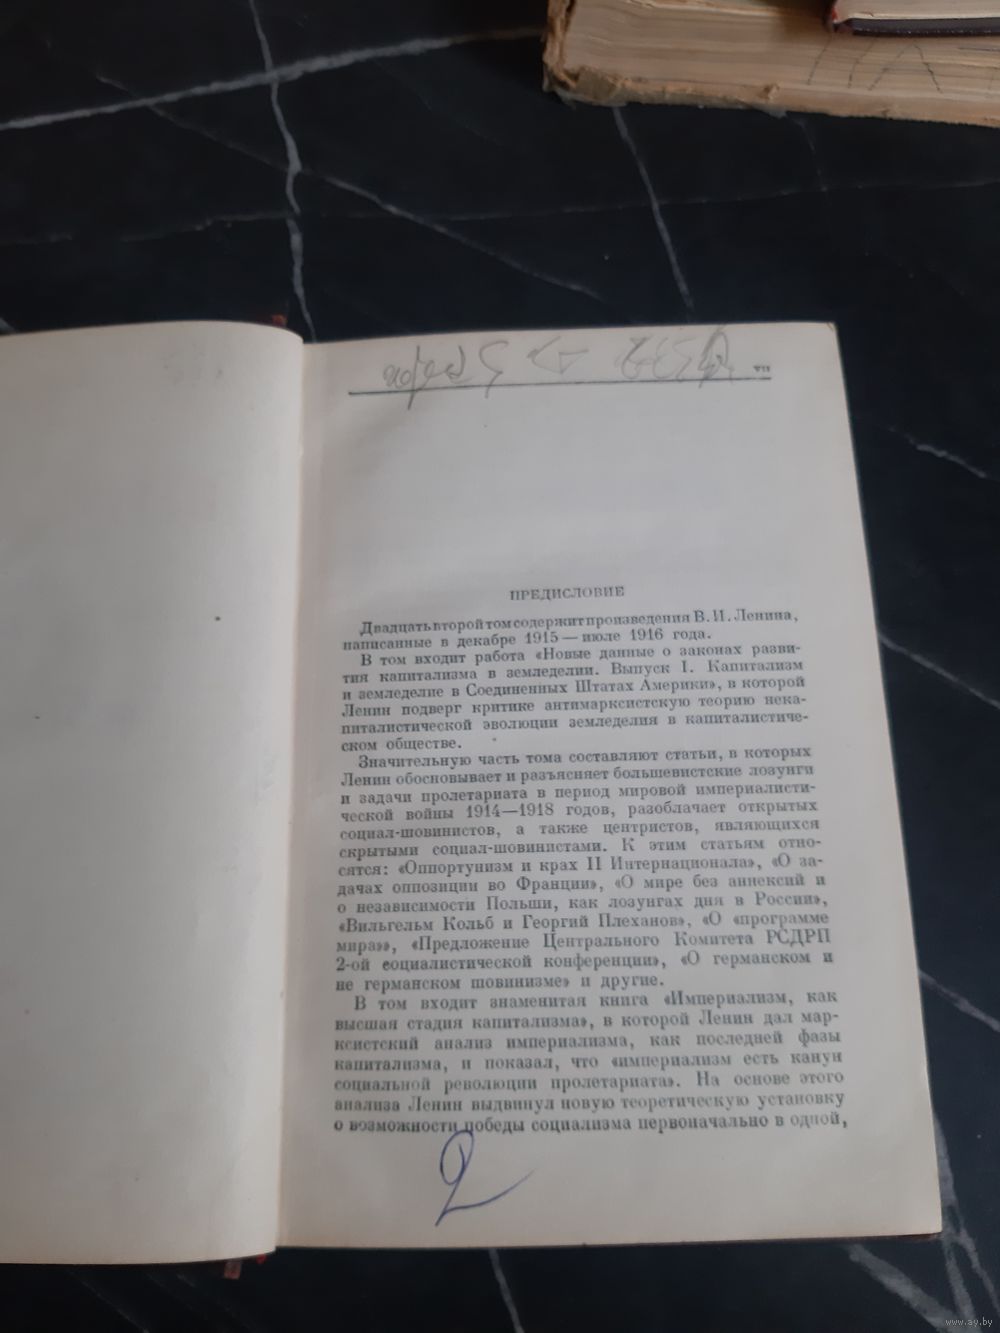 VII
ПРЕДИСЛОВИЕ
Двадцать второй том содержит произведения В. И. Ленина,
написанные в декабре 1915 — июле 1916 года.
В том входит работа «Новые данные о законах разви-
тия капитализма в земледелии. Выпуск I. Капитализм
и земледелие в Соединенных Штатах Америки», в которой
Ленин подверг критике антимарксистскую теорию нека-
питалистической эволюции земледелия в капиталистиче-
ском обществе.
Значительную часть тома составляют статьи, в которых
Ленин обосновывает и разъясняет большевистские лозунги
и задачи пролетариата в период мировой империалисти-
ческой войны 1914—1918 годов, разоблачает открытых
социал-шовинистов, а также центристов, являющихся
скрытыми социал-шовинистами. К этим статьям отно-
сятся: «Оппортунизм и крах II Интернационала», «О за-
дачах оппозиции во Франции», «О мире без аннексий и
о независимости Польши, как лозунгах дня в России»,
«Вильгельм Кольб и Георгий Плеханов», «О «программе
мира»», «Предложение Центрального Комитета РСДРП
2-ой социалистической конференции», «О германском и
не германском шовинизме» и другие.
В том входит знаменитая книга «Империализм, как
высшая стадия капитализма», в которой Ленин дал мар-
ксистский анализ империализма, как последней фазы
капитализма, и показал, что «империализм есть канун
социальной революции пролетариата». На основе этого
анализа Ленин выдвинул новую теоретическую установку
о возможности победы социализма первоначально в одной,
2
www.ay.by